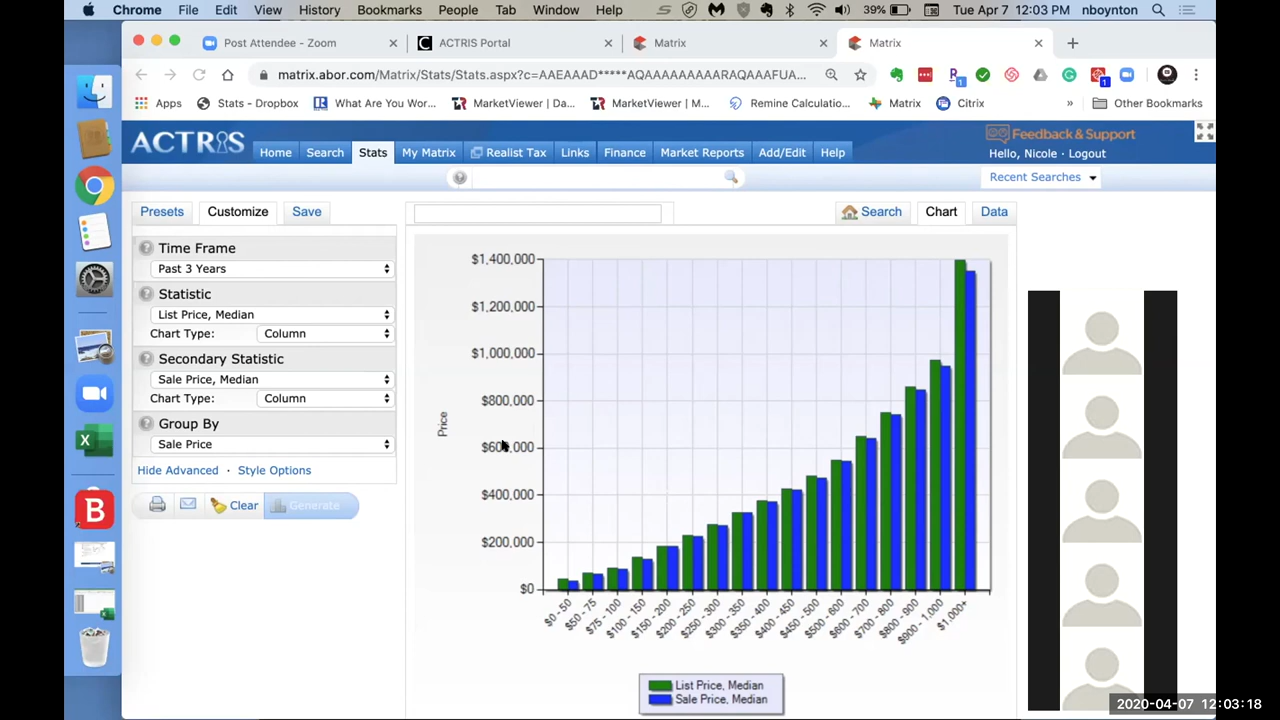 Chrome File Edit View History Bookmarks People Tab Window Help 39% Tue Apr 7 12:03 PM nboynton
Post Attendee - Zoom ACTRIS Portal Matrix Matrix
matrix.abor.com/Matrix/Stats/Stats.aspx?c=AAEAAAD*****AQAAAAAAAAARAQAAAFUA...
Apps Stats - Dropbox What Are You Wor... MarketViewer | Da... MarketViewer | M... Remine Calculatio... Matrix Citrix » Other Bookmarks
ACTRIS
Feedback & Support
Hello, Nicole · Logout
Home Search Stats My Matrix Realist Tax Links Finance Market Reports Add/Edit Help
Recent Searches
Presets Customize Save
Search Chart Data
Time Frame
Past 3 Years
Statistic
List Price, Median
Chart Type: Column
Secondary Statistic
Sale Price, Median
Chart Type: Column
Group By
Sale Price
Hide Advanced · Style Options
Clear Generate
Price
$1,400,000
$1,200,000
$1,000,000
$800,000
$600,000
$400,000
$200,000
$0
$0 - 50
$50 - 75
$75 - 100
$100 - 150
$150 - 200
$200 - 250
$250 - 300
$300 - 350
$350 - 400
$400 - 450
$450 - 500
$500 - 600
$600 - 700
$700 - 800
$800 - 900
$900 - 1,000
$1,000+
List Price, Median
Sale Price, Median
2020-04-07 12:03:18